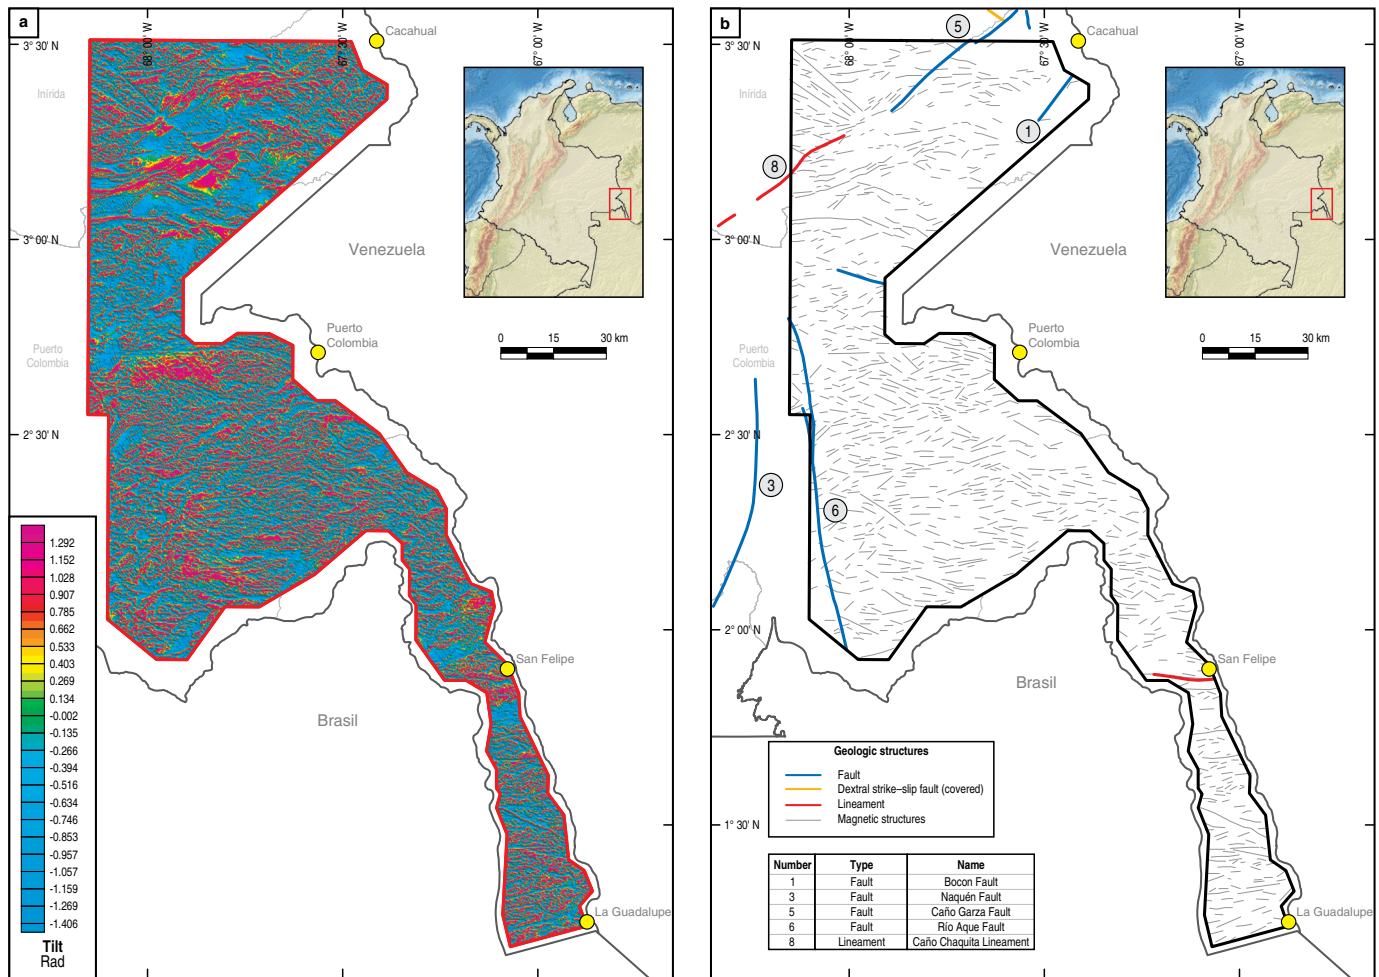 a
68° 00' W
67° 30' W
67° 00' W
Cacahual
3° 30' N
Inírida
3° 00' N
Venezuela
Puerto
Colombia
0 15 30 km
Puerto
Colombia
2° 30' N
1.292
1.152
1.028
0.907
0.785
0.662
0.533
0.403
0.269
0.134
-0.002
-0.135
-0.266
-0.394
-0.516
-0.634
-0.746
-0.853
-0.957
-1.057
-1.159
-1.269
-1.406
Tilt
Rad
San Felipe
Brasil
La Guadalupe
b
68° 00' W
67° 30' W
67° 00' W
5
Cacahual
3° 30' N
Inírida
1
8
3° 00' N
Venezuela
Puerto
Colombia
0 15 30 km
Puerto
Colombia
2° 30' N
3
6
2° 00' N
San Felipe
Brasil
Geologic structures
Fault
Dextral strike–slip fault (covered)
Lineament
Magnetic structures
1° 30' N
Number Type Name
1 Fault Bocon Fault
3 Fault Naquén Fault
5 Fault Caño Garza Fault
6 Fault Río Aque Fault
8 Lineament Caño Chaquita Lineament
La Guadalupe